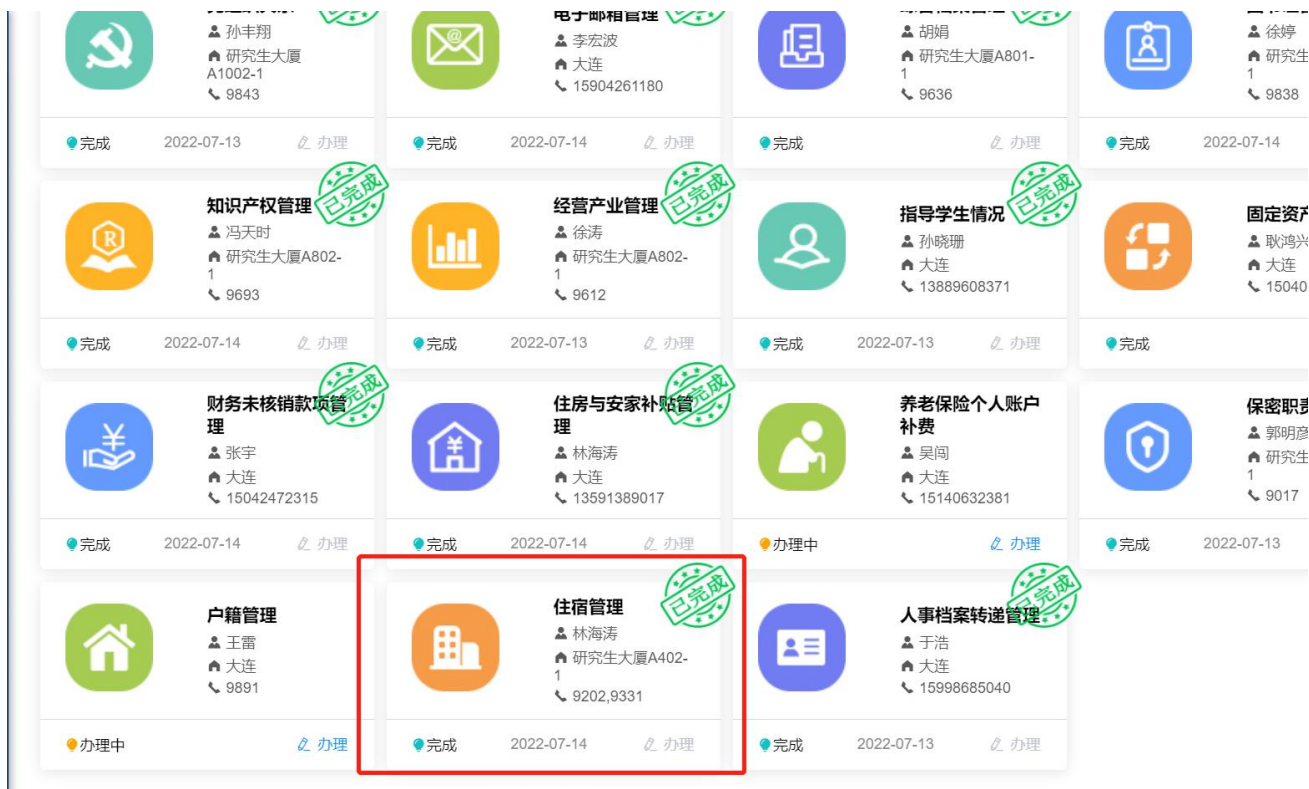 孙丰翔
研究生大厦
A1002-1
9843
完成 2022-07-13 办理
电子邮箱管理
李宏波
大连
15904261180
完成 2022-07-14 办理
胡娟
研究生大厦A801-
1
9636
完成 办理
徐婷
研究生
1
9838
完成 2022-07-14
知识产权管理
已完成
冯天时
研究生大厦A802-
1
9693
完成 2022-07-14 办理
经营产业管理
已完成
徐涛
研究生大厦A802-
1
9612
完成 2022-07-13 办理
指导学生情况
已完成
孙晓珊
大连
13889608371
完成 2022-07-13 办理
固定资产
耿鸿兴
大连
15040
完成
财务未核销款项管
理
已完成
张宇
大连
15042472315
完成 2022-07-14 办理
住房与安家补贴管
理
已完成
林海涛
大连
13591389017
完成 2022-07-14 办理
养老保险个人账户
补费
吴闯
大连
15140632381
办理中 办理
保密职责
郭明彦
研究生
1
9017
完成 2022-07-13
户籍管理
王雷
大连
9891
办理中 办理
住宿管理
已完成
林海涛
研究生大厦A402-
1
9202,9331
完成 2022-07-14 办理
人事档案转递管理
已完成
于浩
大连
15998685040
完成 2022-07-13 办理